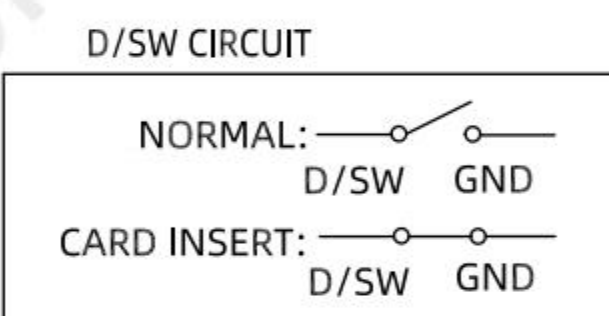 D/SW CIRCUIT
NORMAL:
D/SW GND
CARD INSERT:
D/SW GND